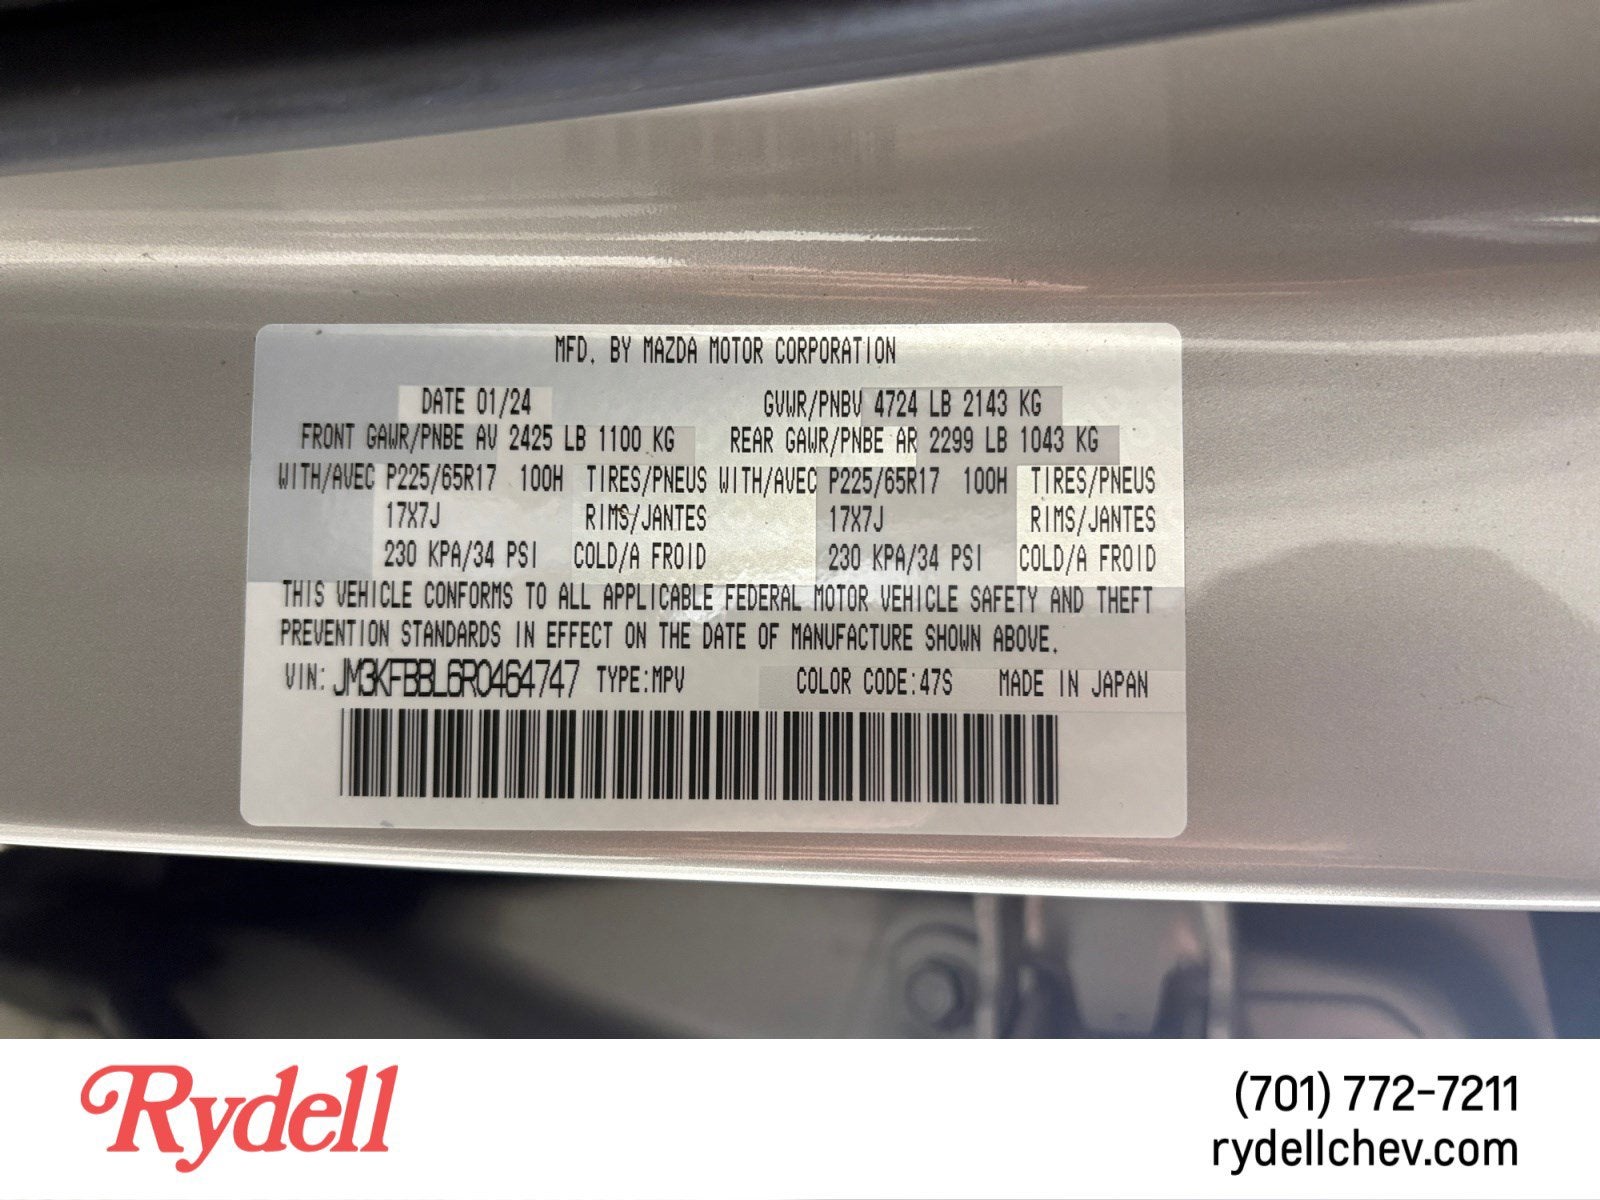 MFD. BY MAZDA MOTOR CORPORATION
DATE 01/24 GVWR/PNBV 4724 LB 2143 KG
FRONT GAWR/PNBE AV 2425 LB 1100 KG REAR GAWR/PNBE AR 2299 LB 1043 KG
WITH/AVEC P225/65R17 100H TIRES/PNEUS WITH/AVEC P225/65R17 100H TIRES/PNEUS
17X7J RIMS/JANTES 17X7J RIMS/JANTES
230 KPA/34 PSI COLD/A FROID 230 KPA/34 PSI COLD/A FROID
THIS VEHICLE CONFORMS TO ALL APPLICABLE FEDERAL MOTOR VEHICLE SAFETY AND THEFT
PREVENTION STANDARDS IN EFFECT ON THE DATE OF MANUFACTURE SHOWN ABOVE.
VIN: JM3KFBBL6R0464747 TYPE:MPV COLOR CODE:47S MADE IN JAPAN
Rydell
(701) 772-7211
rydellchev.com